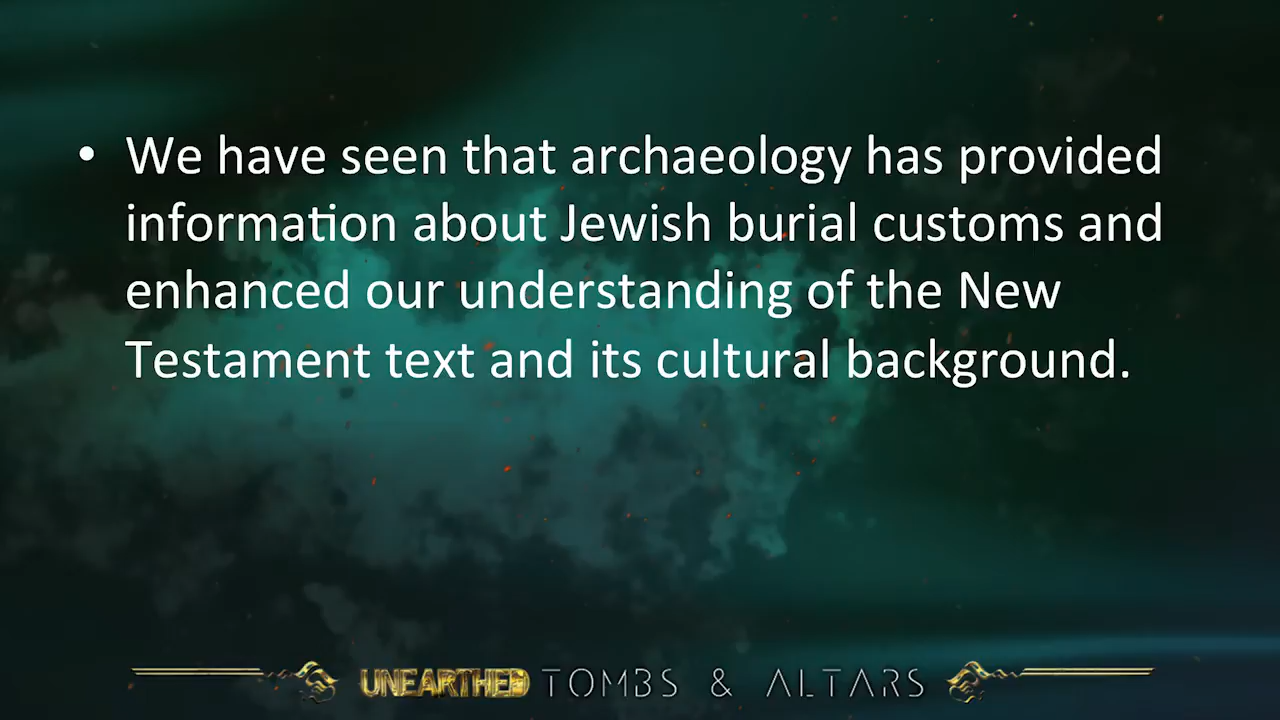 • We have seen that archaeology has provided
information about Jewish burial customs and
enhanced our understanding of the New
Testament text and its cultural background.
UNEARTHED TOMBS & ALTARS